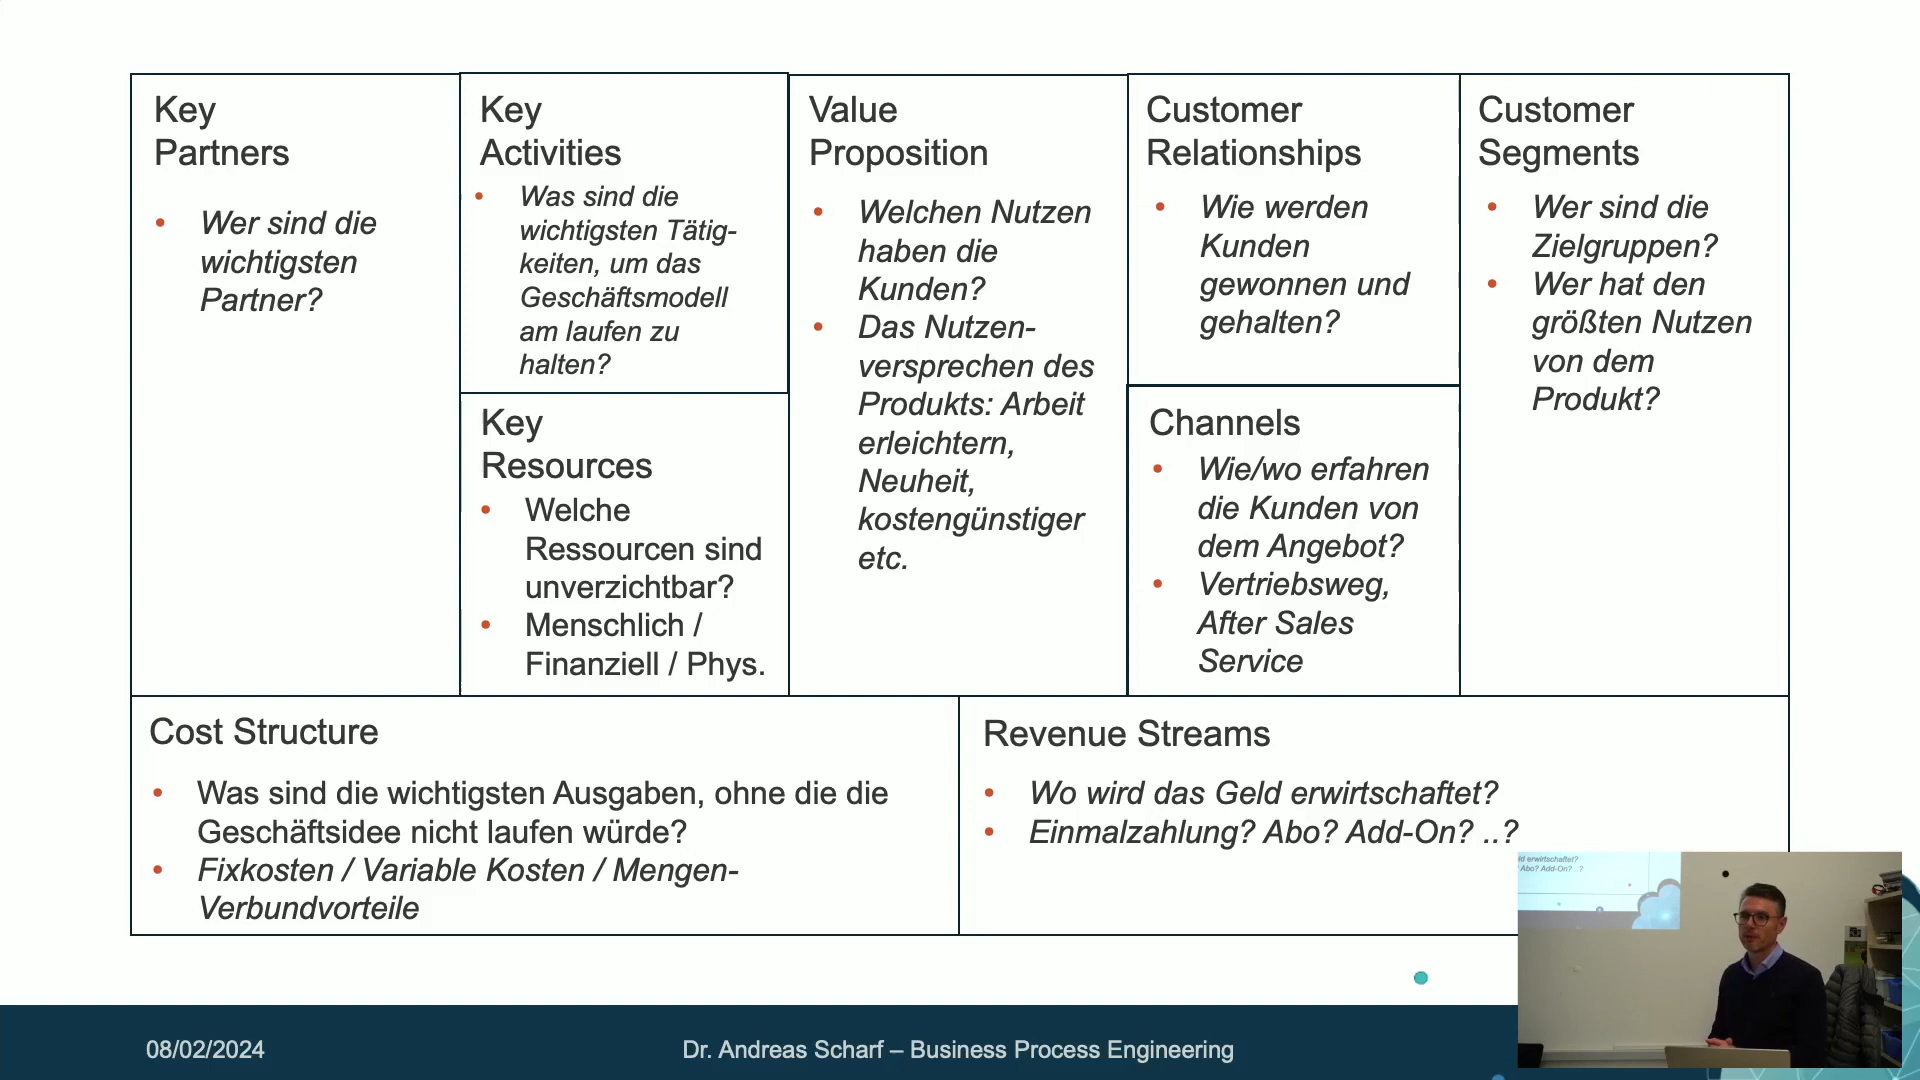 Key
Partners
Wer sind die
wichtigsten
Partner?
Key
Activities
Was sind die
wichtigsten Tätig-
keiten, um das
Geschäftsmodell
am laufen zu
halten?
Key
Resources
Welche
Ressourcen sind
unverzichtbar?
Menschlich /
Finanziell / Phys.
Value
Proposition
Welchen Nutzen
haben die
Kunden?
Das Nutzen-
versprechen des
Produkts: Arbeit
erleichtern,
Neuheit,
kostengünstiger
etc.
Customer
Relationships
Wie werden
Kunden
gewonnen und
gehalten?
Channels
Wie/wo erfahren
die Kunden von
dem Angebot?
Vertriebsweg,
After Sales
Service
Customer
Segments
Wer sind die
Zielgruppen?
Wer hat den
größten Nutzen
von dem
Produkt?
Cost Structure
Was sind die wichtigsten Ausgaben, ohne die die
Geschäftsidee nicht laufen würde?
Fixkosten / Variable Kosten / Mengen-
Verbundvorteile
Revenue Streams
Wo wird das Geld erwirtschaftet?
Einmalzahlung? Abo? Add-On? ..?
ld erwirtschaftet?
Abo? Add-On? ..?
08/02/2024
Dr. Andreas Scharf – Business Process Engineering